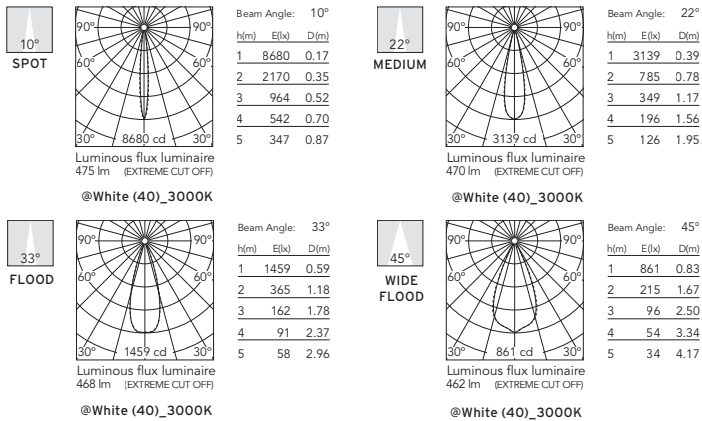 10°
SPOT
90° 90°
60° 60°
30° 8680 cd 30°
Luminous flux luminaire
475 lm (EXTREME CUT OFF)
@White (40)_3000K
Beam Angle: 10°
h(m) E(lx) D(m)
1 8680 0.17
2 2170 0.35
3 964 0.52
4 542 0.70
5 347 0.87
22°
MEDIUM
90° 90°
60° 60°
30° 3139 cd 30°
Luminous flux luminaire
470 lm (EXTREME CUT OFF)
@White (40)_3000K
Beam Angle: 22°
h(m) E(lx) D(m)
1 3139 0.39
2 785 0.78
3 349 1.17
4 196 1.56
5 126 1.95
33°
FLOOD
90° 90°
60° 60°
30° 1459 cd 30°
Luminous flux luminaire
468 lm (EXTREME CUT OFF)
@White (40)_3000K
Beam Angle: 33°
h(m) E(lx) D(m)
1 1459 0.59
2 365 1.18
3 162 1.78
4 91 2.37
5 58 2.96
45°
WIDE
FLOOD
90° 90°
60° 60°
30° 861 cd 30°
Luminous flux luminaire
462 lm (EXTREME CUT OFF)
@White (40)_3000K
Beam Angle: 45°
h(m) E(lx) D(m)
1 861 0.83
2 215 1.67
3 96 2.50
4 54 3.34
5 34 4.17